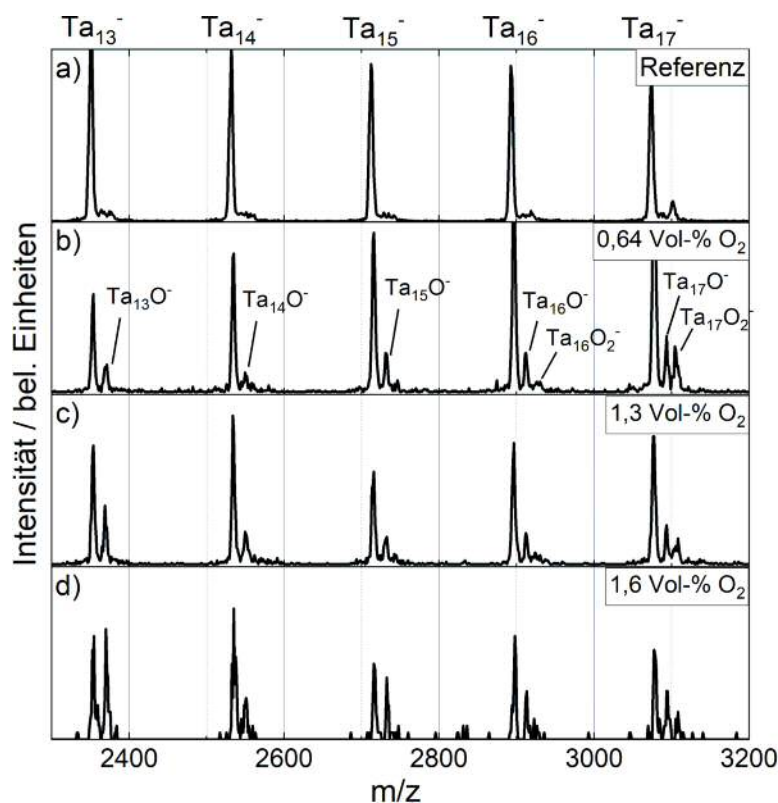 Ta₁₃⁻ Ta₁₄⁻ Ta₁₅⁻ Ta₁₆⁻ Ta₁₇⁻
a) Referenz
b) 0,64 Vol-% O₂
Ta₁₃O⁻ Ta₁₄O⁻ Ta₁₅O⁻ Ta₁₆O⁻ Ta₁₆O₂⁻ Ta₁₇O⁻ Ta₁₇O₂⁻
c) 1,3 Vol-% O₂
d) 1,6 Vol-% O₂
Intensität / bel. Einheiten
2400 2600 2800 3000 3200
m/z